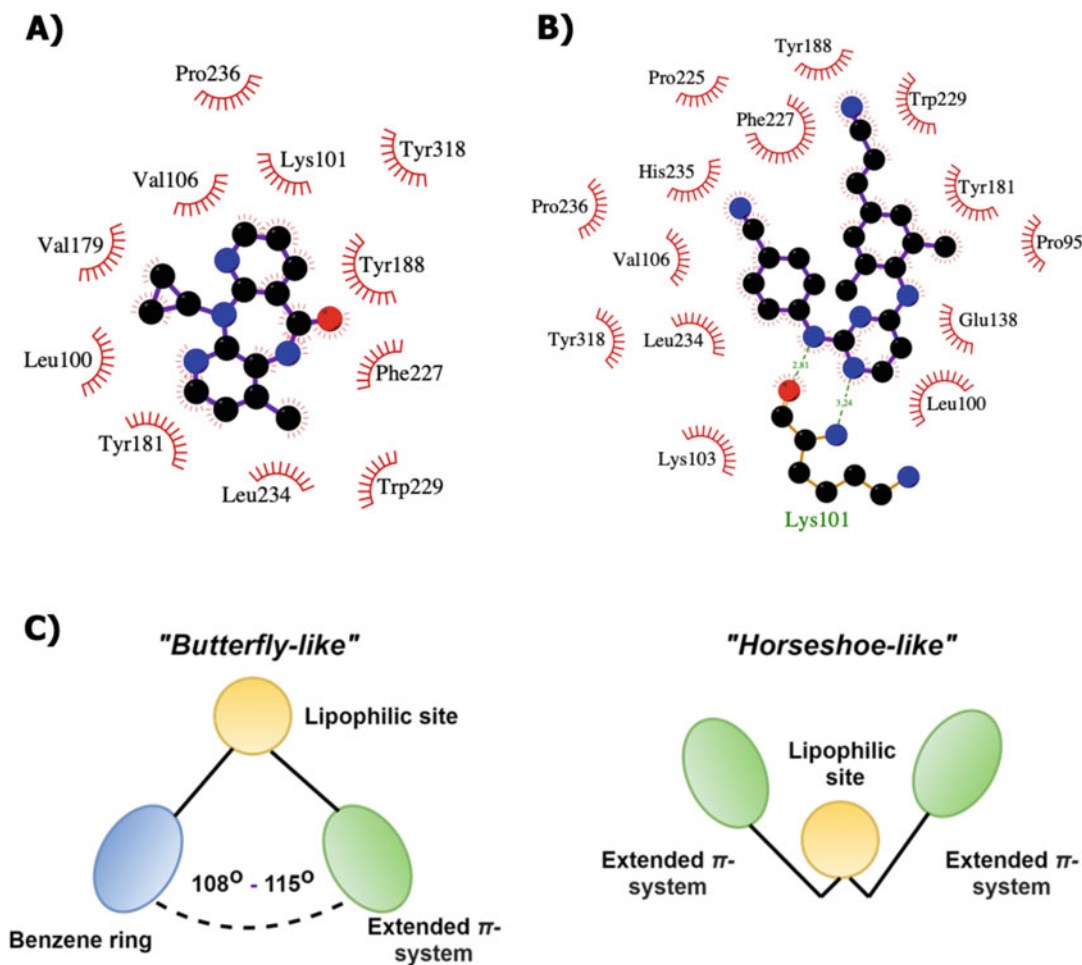 A)
Pro236
Lys101
Tyr318
Val106
Val179
Tyr188
Leu100
Phe227
Tyr181
Leu234
Trp229
B)
Tyr188
Pro225
Trp229
Phe227
His235
Tyr181
Pro236
Pro95
Val106
Glu138
Tyr318
Leu234
2.81
3.24
Leu100
Lys103
Lys101
C)
"Butterfly-like"
Lipophilic site
108O - 115O
Benzene ring
Extended π-
system
"Horseshoe-like"
Lipophilic
site
Extended π-
system
Extended π-
system